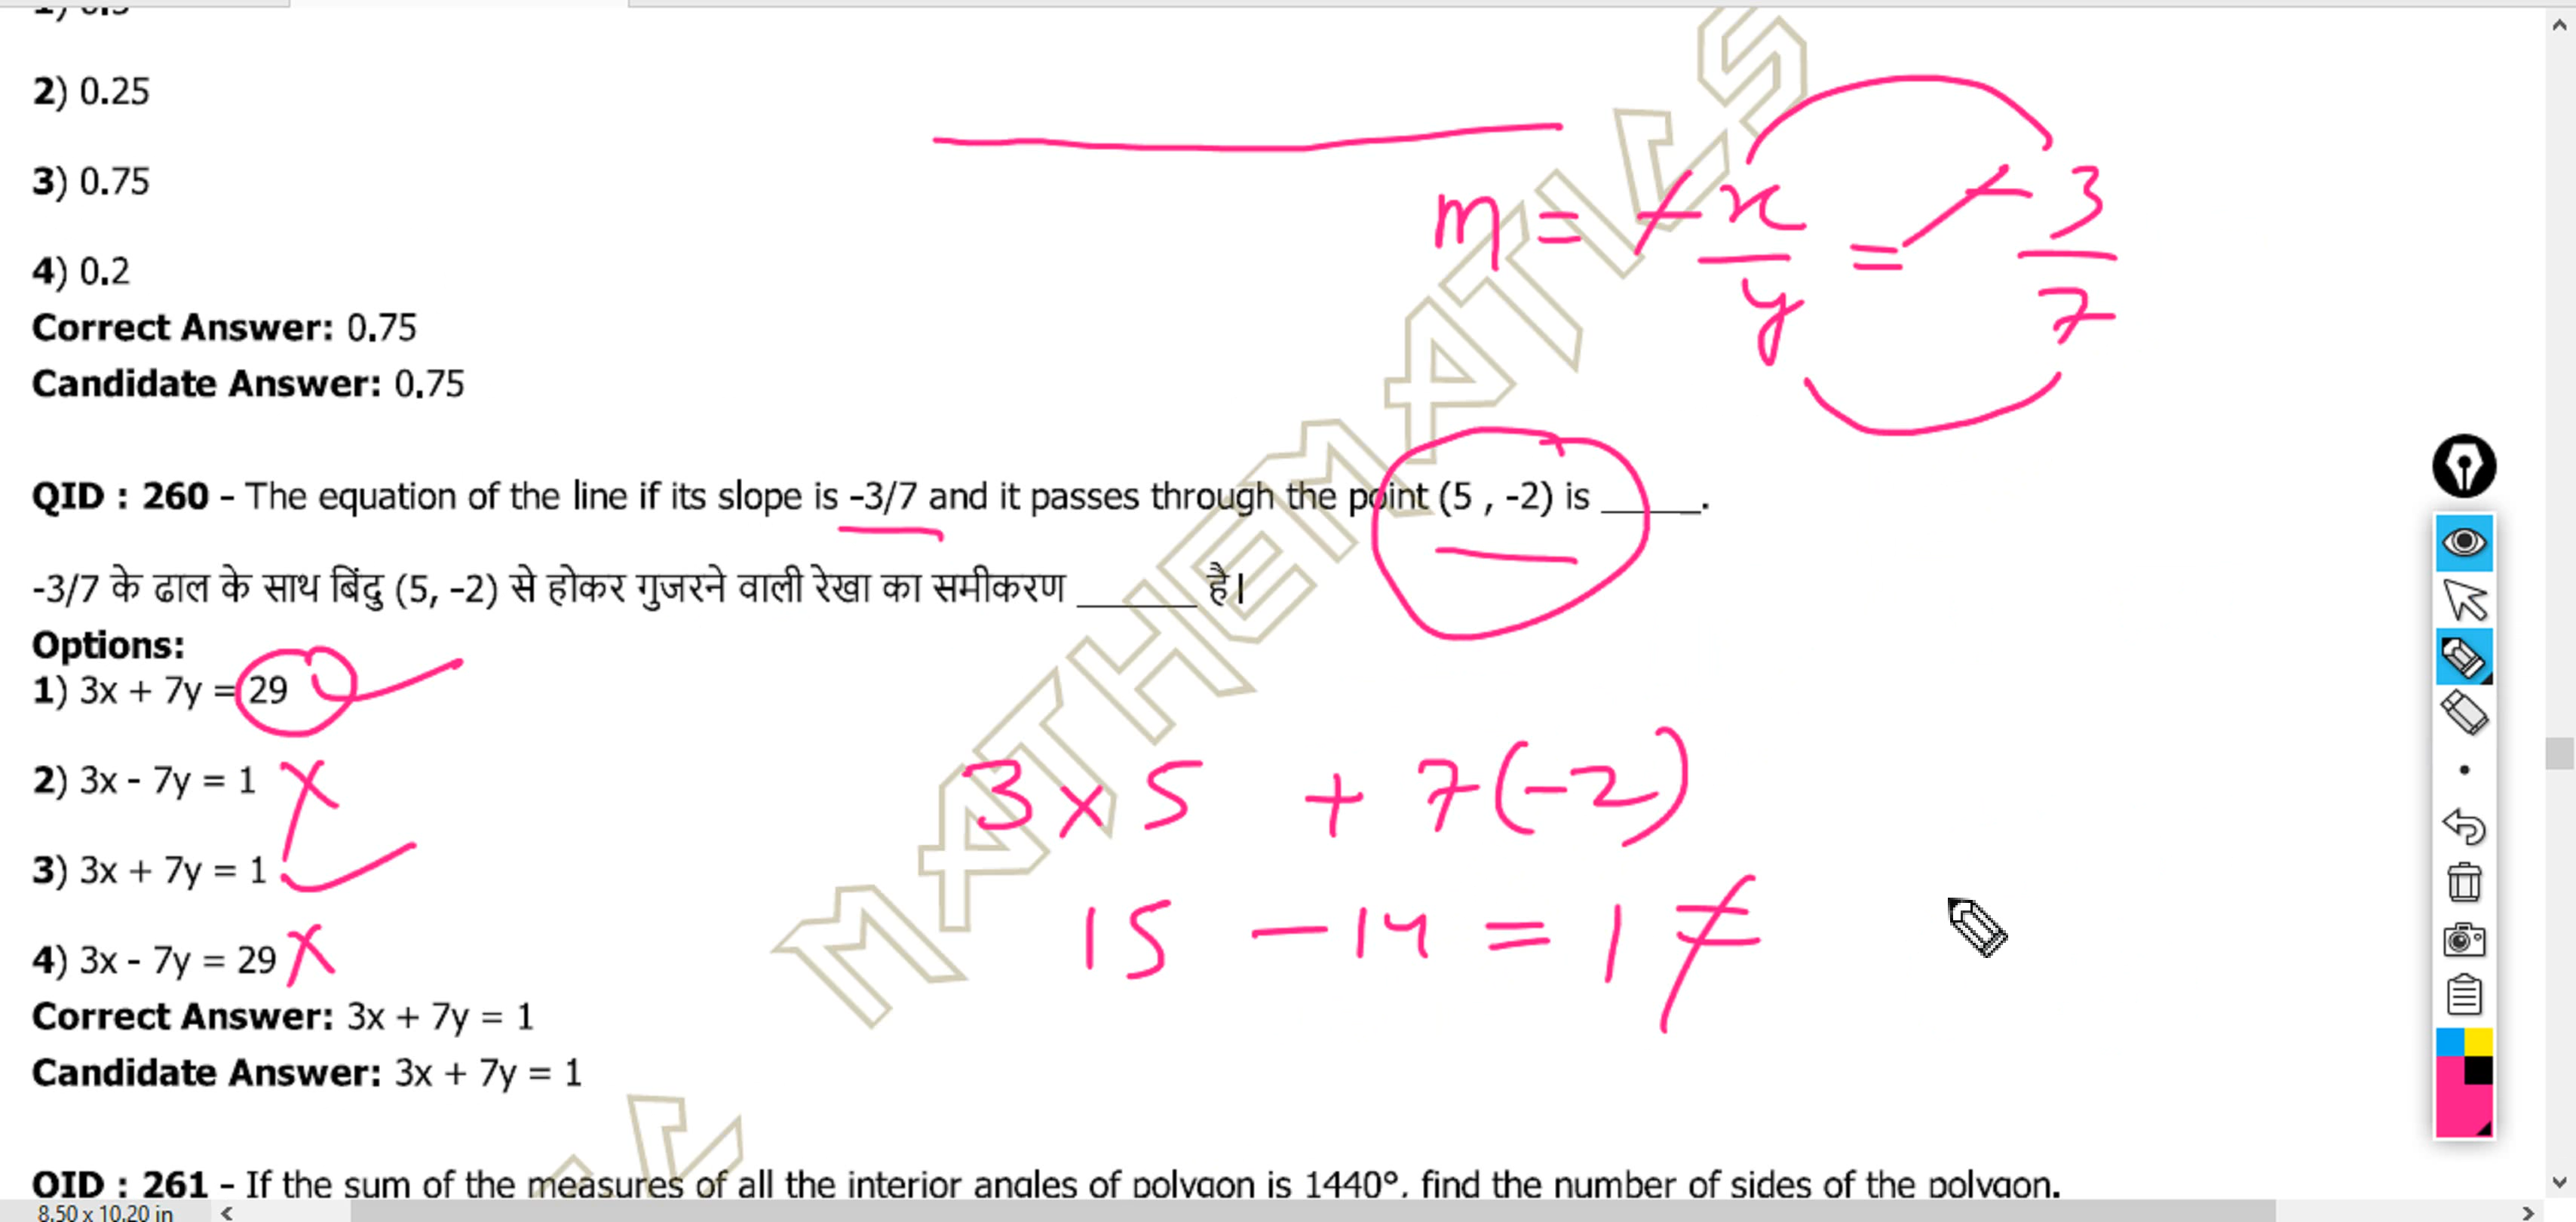 2) 0.25
3) 0.75
4) 0.2
Correct Answer: 0.75
Candidate Answer: 0.75
m = - x/y = - 3/7
QID : 260 - The equation of the line if its slope is -3/7 and it passes through the point (5 , -2) is _____.
-3/7 के ढाल के साथ बिंदु (5, -2) से होकर गुजरने वाली रेखा का समीकरण ______ है।
Options:
1) 3x + 7y = 29
2) 3x - 7y = 1
3) 3x + 7y = 1
4) 3x - 7y = 29
3 × 5 + 7(-2)
15 - 14 = 1 ≠
Correct Answer: 3x + 7y = 1
Candidate Answer: 3x + 7y = 1
QID : 261 - If the sum of the measures of all the interior angles of polygon is 1440°, find the number of sides of the polygon.
8.50 x 10.20 in